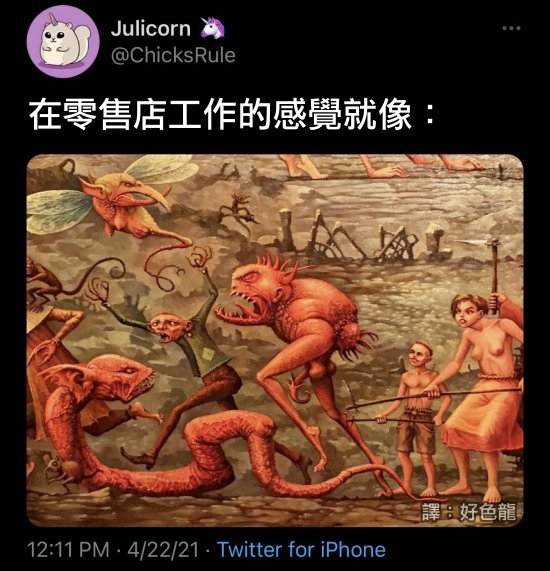 Julicorn 🦄
@ChicksRule
在零售店工作的感覺就像：
譯：好色龍
12:11 PM · 4/22/21 · Twitter for iPhone